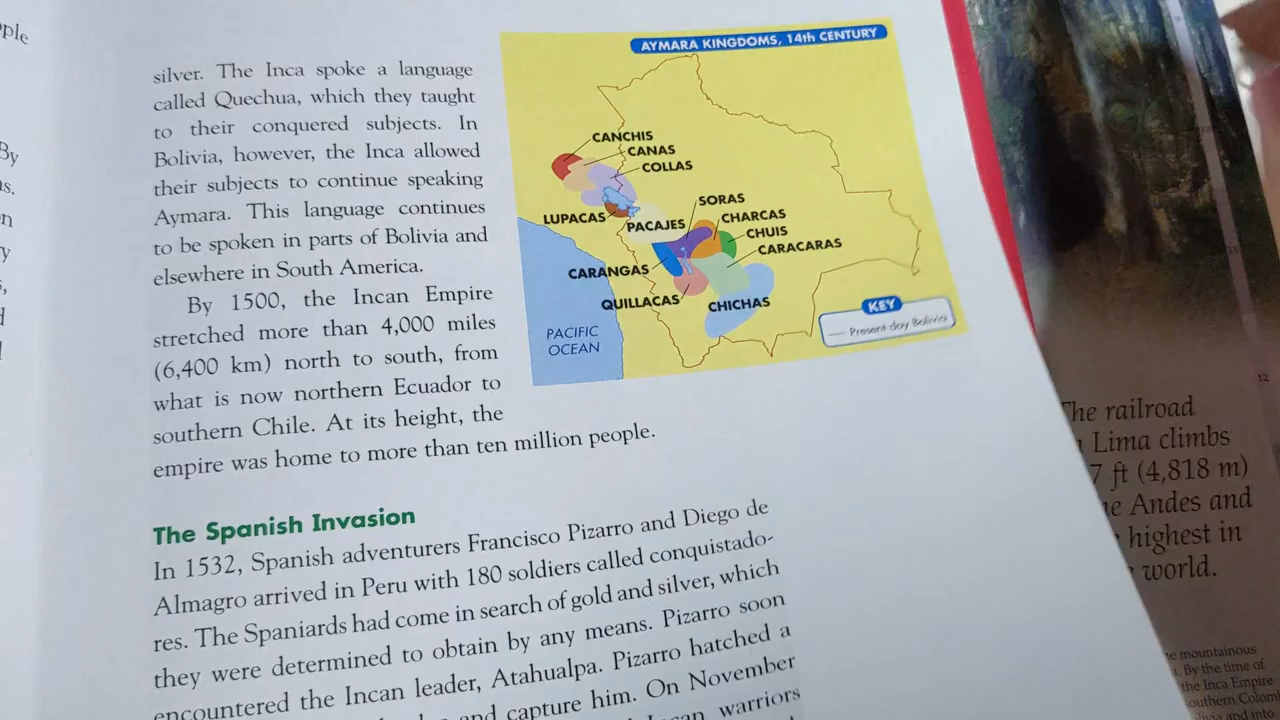 ple
By
as.
silver. The Inca spoke a language
called Quechua, which they taught
to their conquered subjects. In
Bolivia, however, the Inca allowed
their subjects to continue speaking
Aymara. This language continues
to be spoken in parts of Bolivia and
elsewhere in South America.
By 1500, the Incan Empire
stretched more than 4,000 miles
(6,400 km) north to south, from
what is now northern Ecuador to
southern Chile. At its height, the
empire was home to more than ten million people.
AYMARA KINGDOMS, 14th CENTURY
CANCHIS
CANAS
COLLAS
LUPACAS
PACAJES
SORAS
CHARCAS
CHUIS
CARACARAS
CARANGAS
QUILLACAS
CHICHAS
PACIFIC
OCEAN
KEY
Present-day Bolivia
The Spanish Invasion
In 1532, Spanish adventurers Francisco Pizarro and Diego de
Almagro arrived in Peru with 180 soldiers called conquistado-
res. The Spaniards had come in search of gold and silver, which
they were determined to obtain by any means. Pizarro soon
encountered the Incan leader, Atahualpa. Pizarro hatched a
and capture him. On November
warriors
11
12
The railroad
Lima climbs
7 ft (4,818 m)
Andes and
highest in
world.
mountainous
. By the time of
the Inca Empire